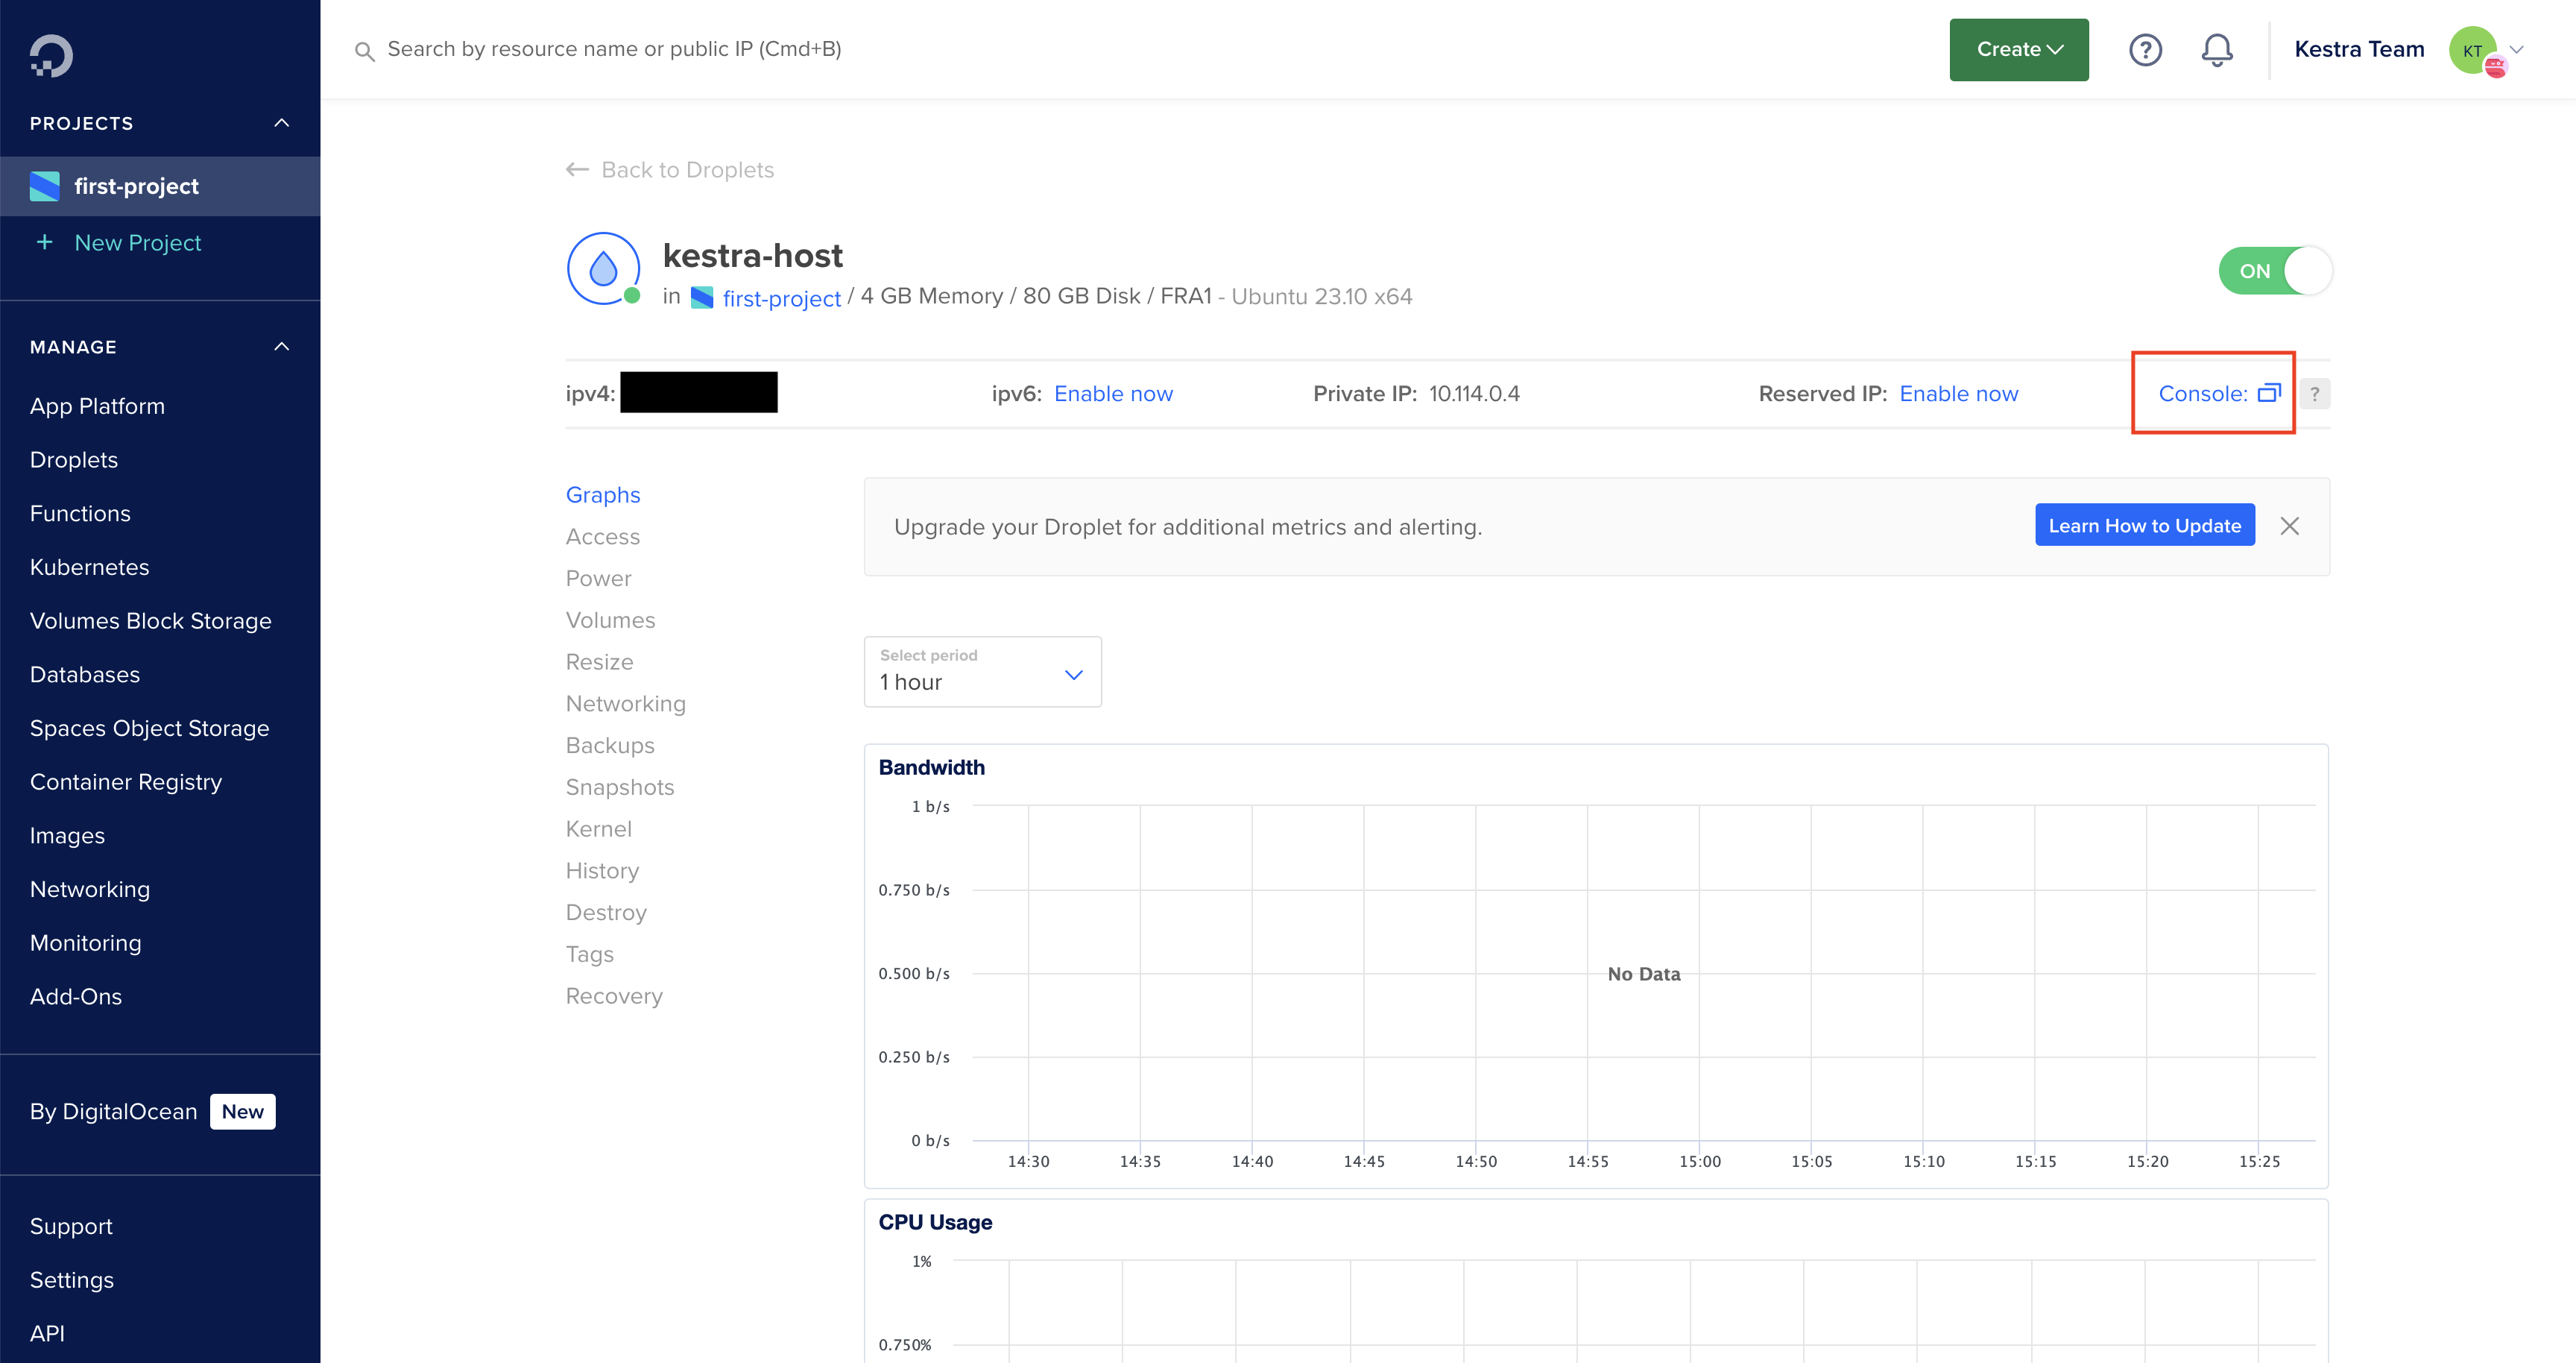 Search by resource name or public IP (Cmd+B)
Create
?
Kestra Team
KT
PROJECTS
first-project
+ New Project
MANAGE
App Platform
Droplets
Functions
Kubernetes
Volumes Block Storage
Databases
Spaces Object Storage
Container Registry
Images
Networking
Monitoring
Add-Ons
By DigitalOcean New
Support
Settings
API
← Back to Droplets
kestra-host
in first-project / 4 GB Memory / 80 GB Disk / FRA1 - Ubuntu 23.10 x64
ON
ipv4: ipv6: Enable now Private IP: 10.114.0.4 Reserved IP: Enable now Console: ?
Graphs
Access
Power
Volumes
Resize
Networking
Backups
Snapshots
Kernel
History
Destroy
Tags
Recovery
Upgrade your Droplet for additional metrics and alerting.
Learn How to Update
Select period
1 hour
Bandwidth
1 b/s
0.750 b/s
0.500 b/s
No Data
0.250 b/s
0 b/s
14:30 14:35 14:40 14:45 14:50 14:55 15:00 15:05 15:10 15:15 15:20 15:25
CPU Usage
1%
0.750%